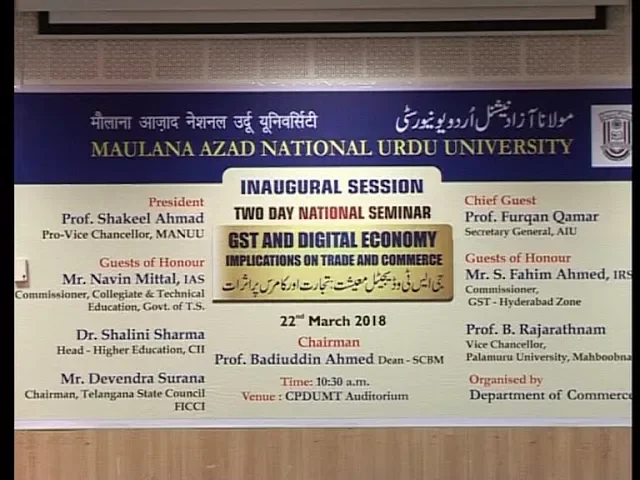 मौलाना आज़ाद नेशनल उर्दू यूनिवर्सिटी
مولانا آزاد نیشنل اُردو یونیورسٹی
MAULANA AZAD NATIONAL URDU UNIVERSITY
INAUGURAL SESSION
TWO DAY NATIONAL SEMINAR
GST AND DIGITAL ECONOMY
IMPLICATIONS ON TRADE AND COMMERCE
جی ایس ٹی و ڈیجیٹل معیشت: تجارت اور کامرس پر اثرات
22nd March 2018
Chairman
Prof. Badiuddin Ahmed Dean - SCBM
Time: 10:30 a.m.
Venue : CPDUMT Auditorium
President
Prof. Shakeel Ahmad
Pro-Vice Chancellor, MANUU
Guests of Honour
Mr. Navin Mittal, IAS
Commissioner, Collegiate & Technical
Education, Govt. of T.S.
Dr. Shalini Sharma
Head - Higher Education, CII
Mr. Devendra Surana
Chairman, Telangana State Council
FICCI
Chief Guest
Prof. Furqan Qamar
Secretary General, AIU
Guests of Honour
Mr. S. Fahim Ahmed, IRS
Commissioner,
GST - Hyderabad Zone
Prof. B. Rajarathnam
Vice Chancellor,
Palamuru University, Mahboobna
Organised by
Department of Commerce